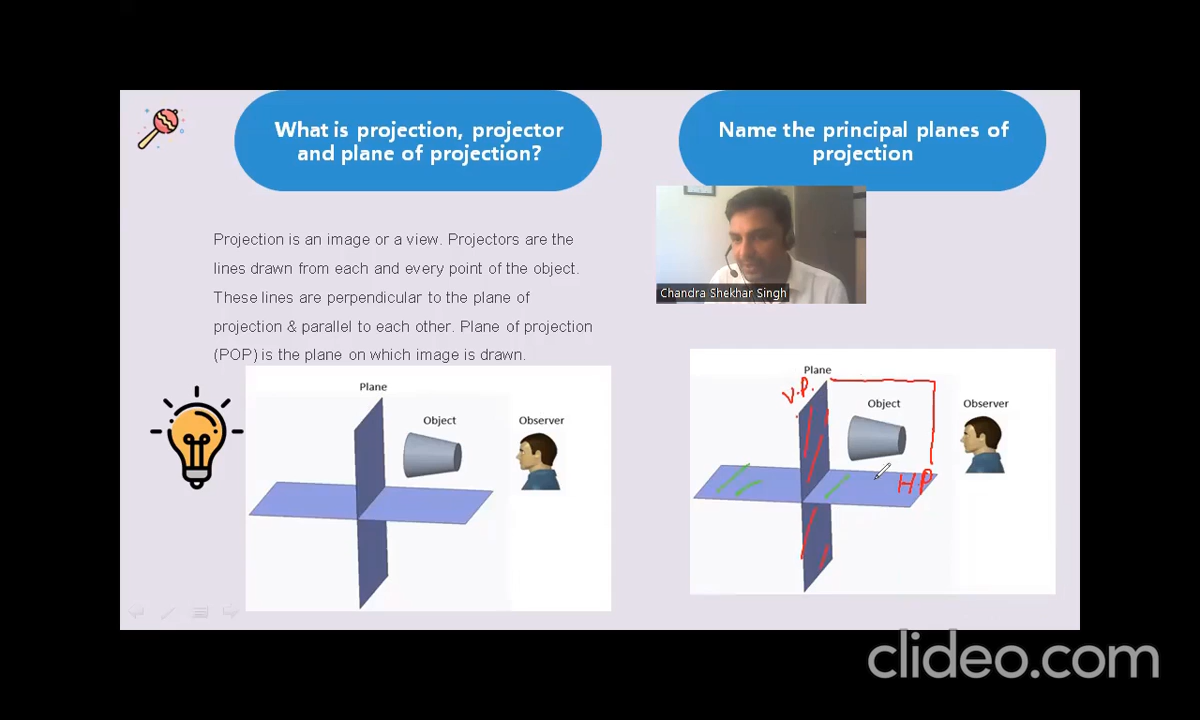 What is projection, projector
and plane of projection?
Projection is an image or a view. Projectors are the
lines drawn from each and every point of the object.
These lines are perpendicular to the plane of
projection & parallel to each other. Plane of projection
(POP) is the plane on which image is drawn.
Plane
Object
Observer
Name the principal planes of
projection
Chandra Shekhar Singh
Plane
V.P.
Object
Observer
HP
clideo.com